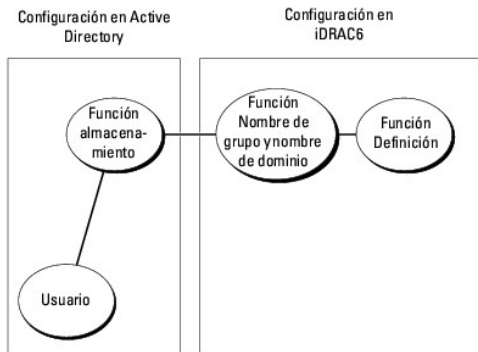 Configuración en Active
Directory
Configuración en
iDRAC6
Función
almacena-
miento
Función
Nombre de
grupo y nombre
de dominio
Función
Definición
Usuario